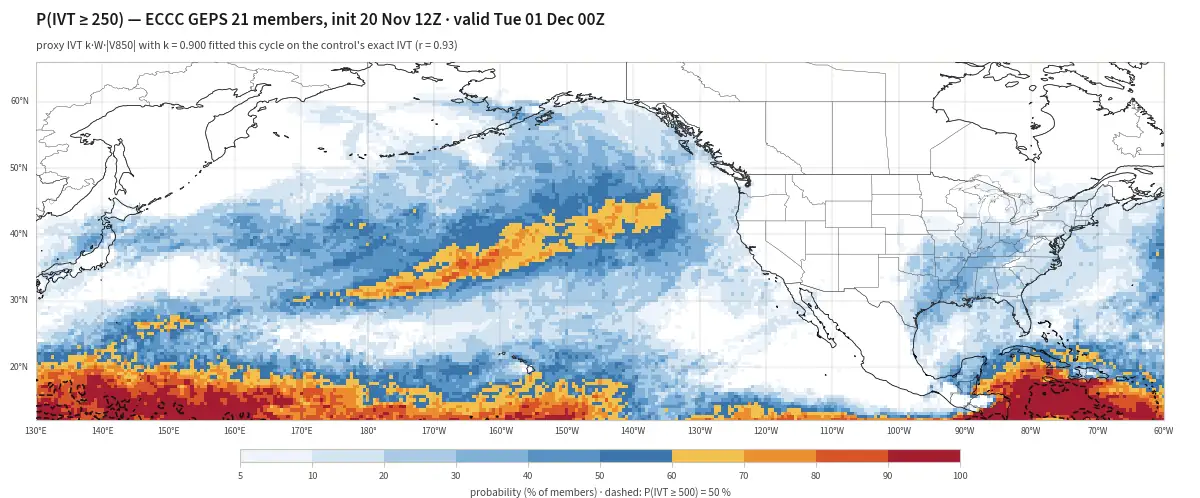 P(IVT ≥ 250) — ECCC GEPS 21 members, init 20 Nov 12Z · valid Tue 01 Dec 00Z
proxy IVT k·W·|V850| with k = 0.900 fitted this cycle on the control's exact IVT (r = 0.93)
60°N
50°N
40°N
30°N
20°N
130°E 140°E 150°E 160°E 170°E 180° 170°W 160°W 150°W 140°W 130°W 120°W 110°W 100°W 90°W 80°W 70°W 60°W
5 10 20 30 40 50 60 70 80 90 100
probability (% of members) · dashed: P(IVT ≥ 500) = 50 %